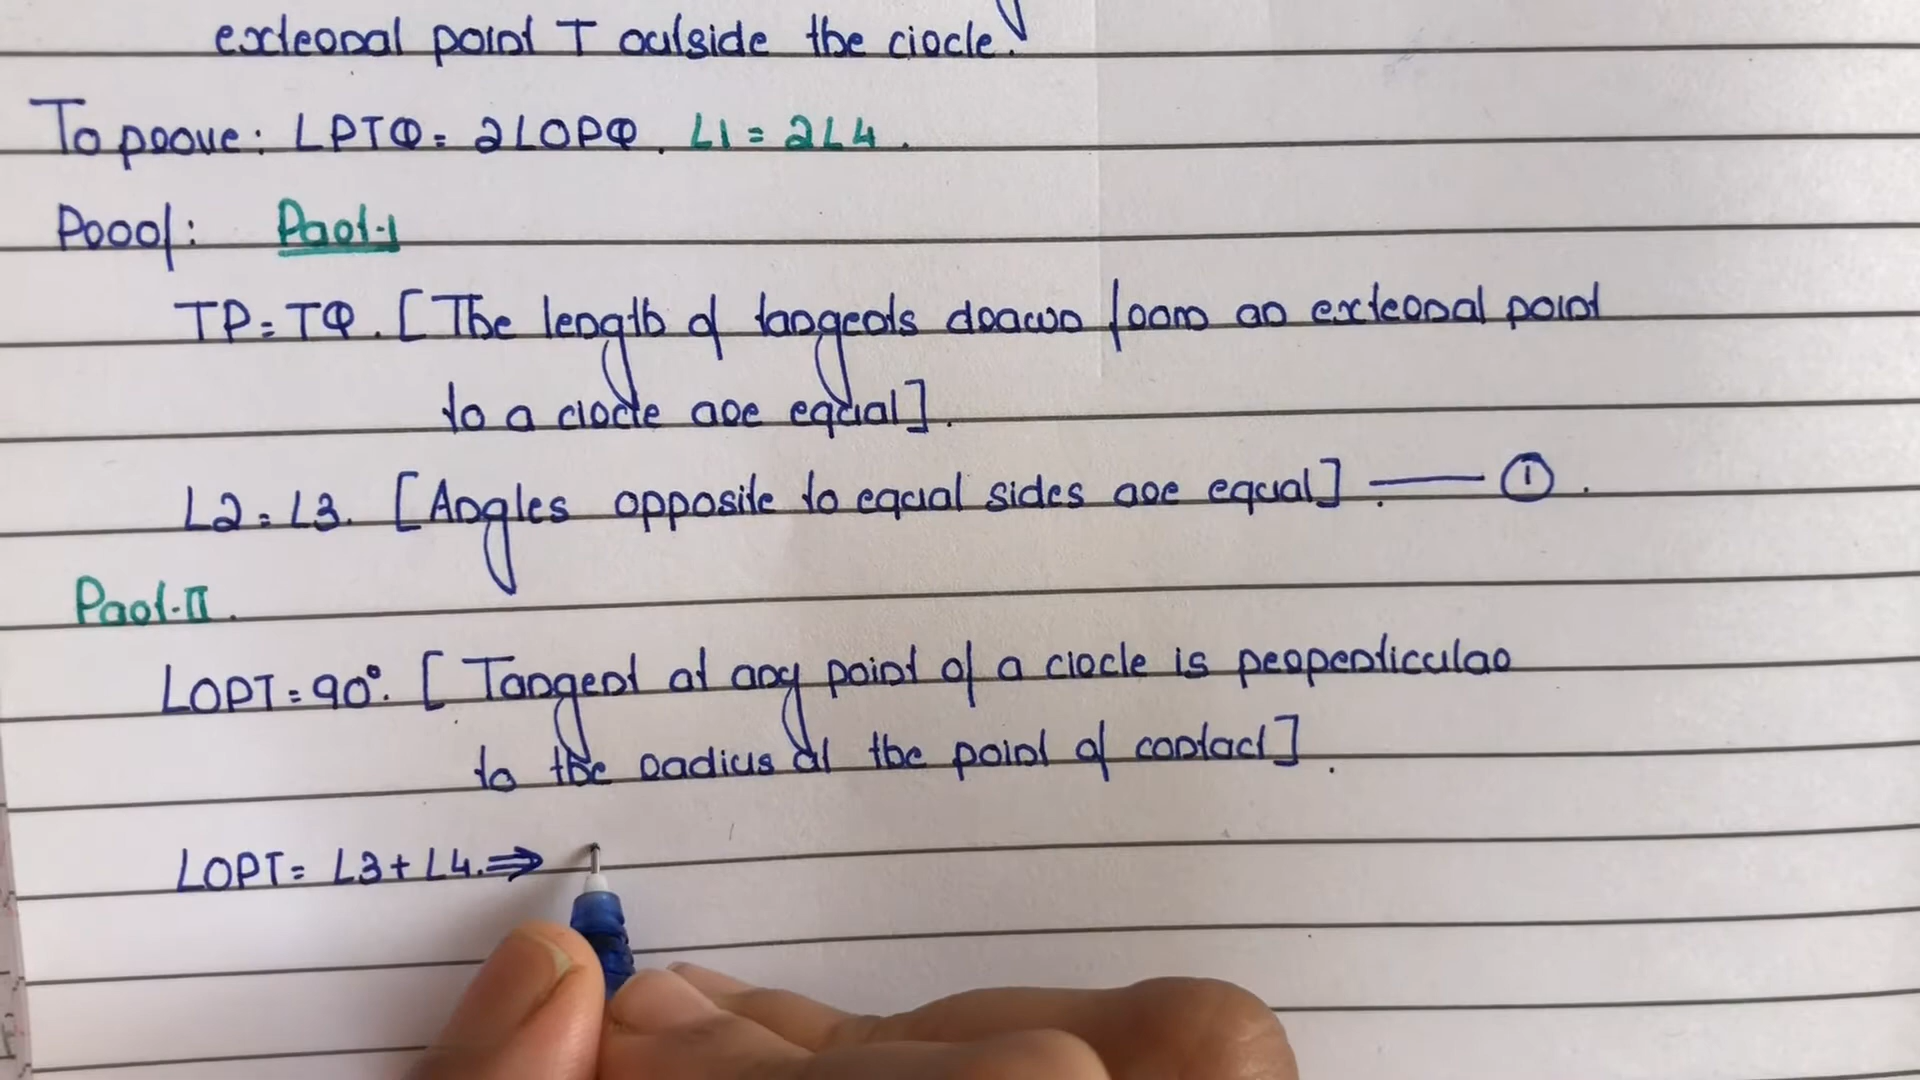 external point T outside the circle.
To prove: ∠PTQ = 2∠OPQ. ∠1 = 2∠4.
Proof: Part-I
TP = TQ. [The length of tangents drawn from an external point
to a circle are equal].
∠2 = ∠3. [Angles opposite to equal sides are equal]. —— ①.
Part-II.
∠OPT = 90°. [Tangent at any point of a circle is perpendicular
to the radius at the point of contact].
∠OPT = ∠3 + ∠4. ⇒